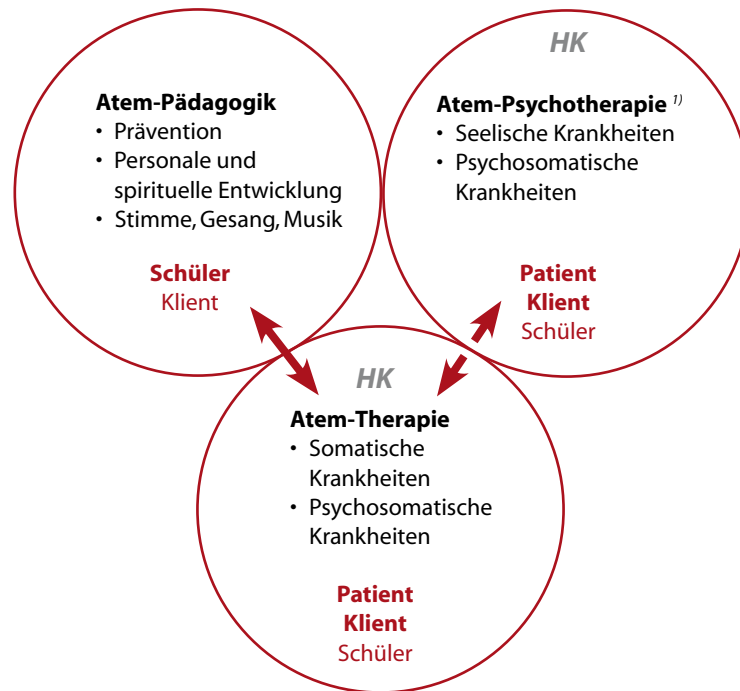 Atem-Pädagogik
• Prävention
• Personale und
spirituelle Entwicklung
• Stimme, Gesang, Musik
Schüler
Klient
HK
Atem-Psychotherapie 1)
• Seelische Krankheiten
• Psychosomatische
Krankheiten
Patient
Klient
Schüler
HK
Atem-Therapie
• Somatische
Krankheiten
• Psychosomatische
Krankheiten
Patient
Klient
Schüler